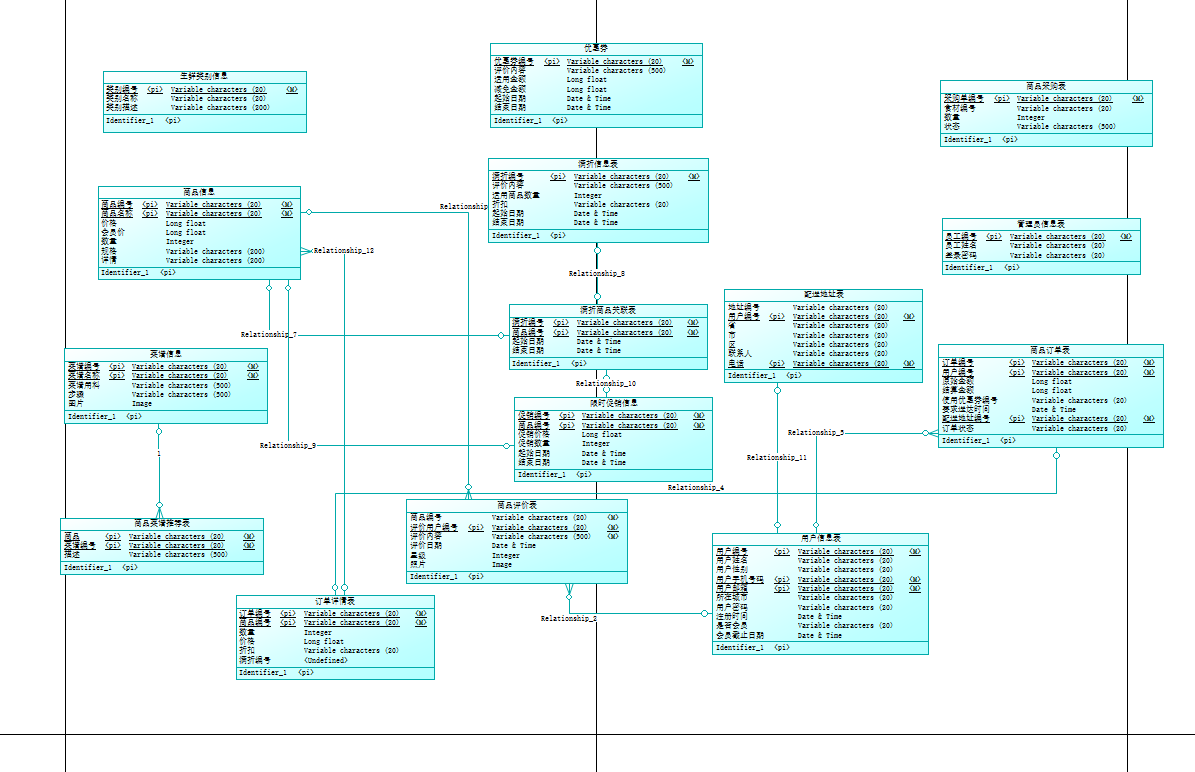 优惠券
优惠券编号 <pi> Variable characters (20) <M>
评价内容 Variable characters (500)
适用金额 Long float
减免金额 Long float
起始日期 Date & Time
结束日期 Date & Time
Identifier_1 <pi>
生鲜类别信息
类别编号 <pi> Variable characters (20) <M>
类别名称 Variable characters (20)
类别描述 Variable characters (200)
Identifier_1 <pi>
商品采购表
采购单编号 <pi> Variable characters (20) <M>
食材编号 Variable characters (20)
数量 Integer
状态 Variable characters (500)
Identifier_1 <pi>
满折信息表
满折编号 <pi> Variable characters (20) <M>
评价内容 Variable characters (500)
适用商品数量 Integer
折扣 Variable characters (20)
起始日期 Date & Time
结束日期 Date & Time
Identifier_1 <pi>
商品信息
商品编号 <pi> Variable characters (20) <M>
商品名称 <pi> Variable characters (20) <M>
价格 Long float
会员价 Long float
数量 Integer
规格 Variable characters (200)
详情 Variable characters (200)
Identifier_1 <pi>
Relationship
Relationship_12
管理员信息表
员工编号 <pi> Variable characters (20) <M>
员工姓名 Variable characters (20)
登录密码 Variable characters (20)
Identifier_1 <pi>
Relationship_8
配送地址表
地址编号 Variable characters (20)
用户编号 <pi> Variable characters (20) <M>
省 Variable characters (20)
市 Variable characters (20)
区 Variable characters (20)
联系人 Variable characters (20)
电话 <pi> Variable characters (20) <M>
Identifier_1 <pi>
满折商品关联表
满折编号 <pi> Variable characters (20) <M>
商品编号 <pi> Variable characters (20) <M>
起始日期 Date & Time
结束日期 Date & Time
Identifier_1 <pi>
Relationship_7
商品订单表
订单编号 <pi> Variable characters (20) <M>
用户编号 <pi> Variable characters (20) <M>
原始金额 Long float
结算金额 Long float
使用优惠券编号 Variable characters (20)
要求送达时间 Date & Time
配送地址编号 <pi> Variable characters (20) <M>
订单状态 Variable characters (20)
Identifier_1 <pi>
菜谱信息
菜谱编号 <pi> Variable characters (20) <M>
菜谱名称 <pi> Variable characters (20) <M>
菜谱用料 Variable characters (500)
步骤 Variable characters (500)
图片 Image
Identifier_1 <pi>
Relationship_10
限时促销信息
促销编号 <pi> Variable characters (20) <M>
商品编号 <pi> Variable characters (20) <M>
促销价格 Long float
促销数量 Integer
起始日期 Date & Time
结束日期 Date & Time
Identifier_1 <pi>
Relationship_9
Relationship_5
Relationship_11
1
Relationship_4
商品评价表
商品编号 Variable characters (20) <M>
评价用户编号 <pi> Variable characters (20) <M>
评价内容 Variable characters (500) <M>
评价日期 Date & Time
星级 Integer
照片 Image
Identifier_1 <pi>
商品菜谱推荐表
商品 <pi> Variable characters (20) <M>
菜谱编号 <pi> Variable characters (20) <M>
描述 Variable characters (500)
Identifier_1 <pi>
用户信息表
用户编号 <pi> Variable characters (20) <M>
用户姓名 Variable characters (20)
用户性别 Variable characters (20)
用户手机号码 <pi> Variable characters (20) <M>
用户邮箱 <pi> Variable characters (20) <M>
所在城市 Variable characters (20)
用户密码 Variable characters (20)
注册时间 Date & Time
是否会员 Variable characters (20)
会员截止日期 Date & Time
Identifier_1 <pi>
订单详情表
订单编号 <pi> Variable characters (20) <M>
商品编号 <pi> Variable characters (20) <M>
数量 Integer
价格 Long float
折扣 Variable characters (20)
满折编号 <Undefined>
Identifier_1 <pi>
Relationship_2